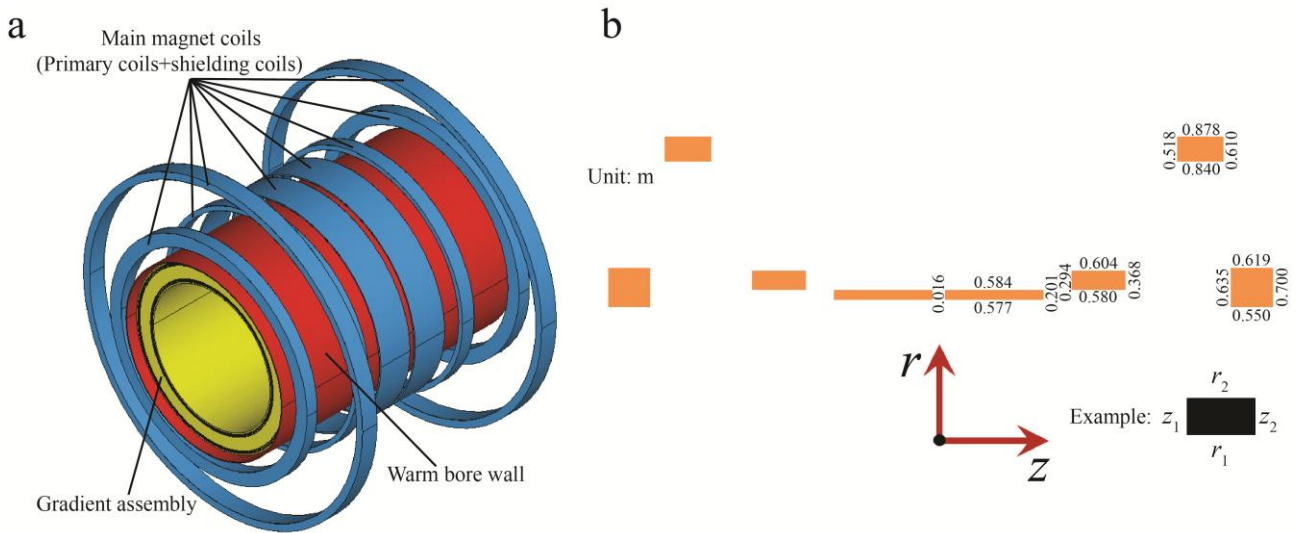 a
Main magnet coils
(Primary coils+shielding coils)
Gradient assembly
Warm bore wall
b
Unit: m
0.878
0.518
0.610
0.840
0.016
0.584
0.577
0.201
0.294
0.604
0.580
0.368
0.619
0.635
0.700
0.550
r
z
Example:
r2
z1
z2
r1